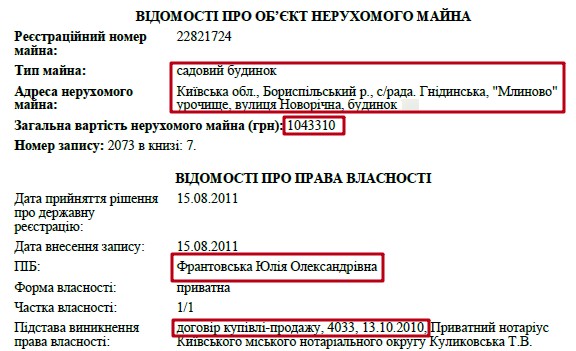 ВІДОМОСТІ ПРО ОБ’ЄКТ НЕРУХОМОГО МАЙНА
Реєстраційний номер майна: 22821724
Тип майна: садовий будинок
Адреса нерухомого майна: Київська обл., Бориспільський р., с/рада. Гнідинська, "Млиново" урочище, вулиця Новорічна, будинок
Загальна вартість нерухомого майна (грн): 1043310
Номер запису: 2073 в книзі: 7.
ВІДОМОСТІ ПРО ПРАВА ВЛАСНОСТІ
Дата прийняття рішення про державну реєстрацію: 15.08.2011
Дата внесення запису: 15.08.2011
ПІБ: Франтовська Юлія Олександрівна
Форма власності: приватна
Частка власності: 1/1
Підстава виникнення права власності: договір купівлі-продажу, 4033, 13.10.2010, Приватний нотаріус Київського міського нотаріального округу Куликовська Т.В.